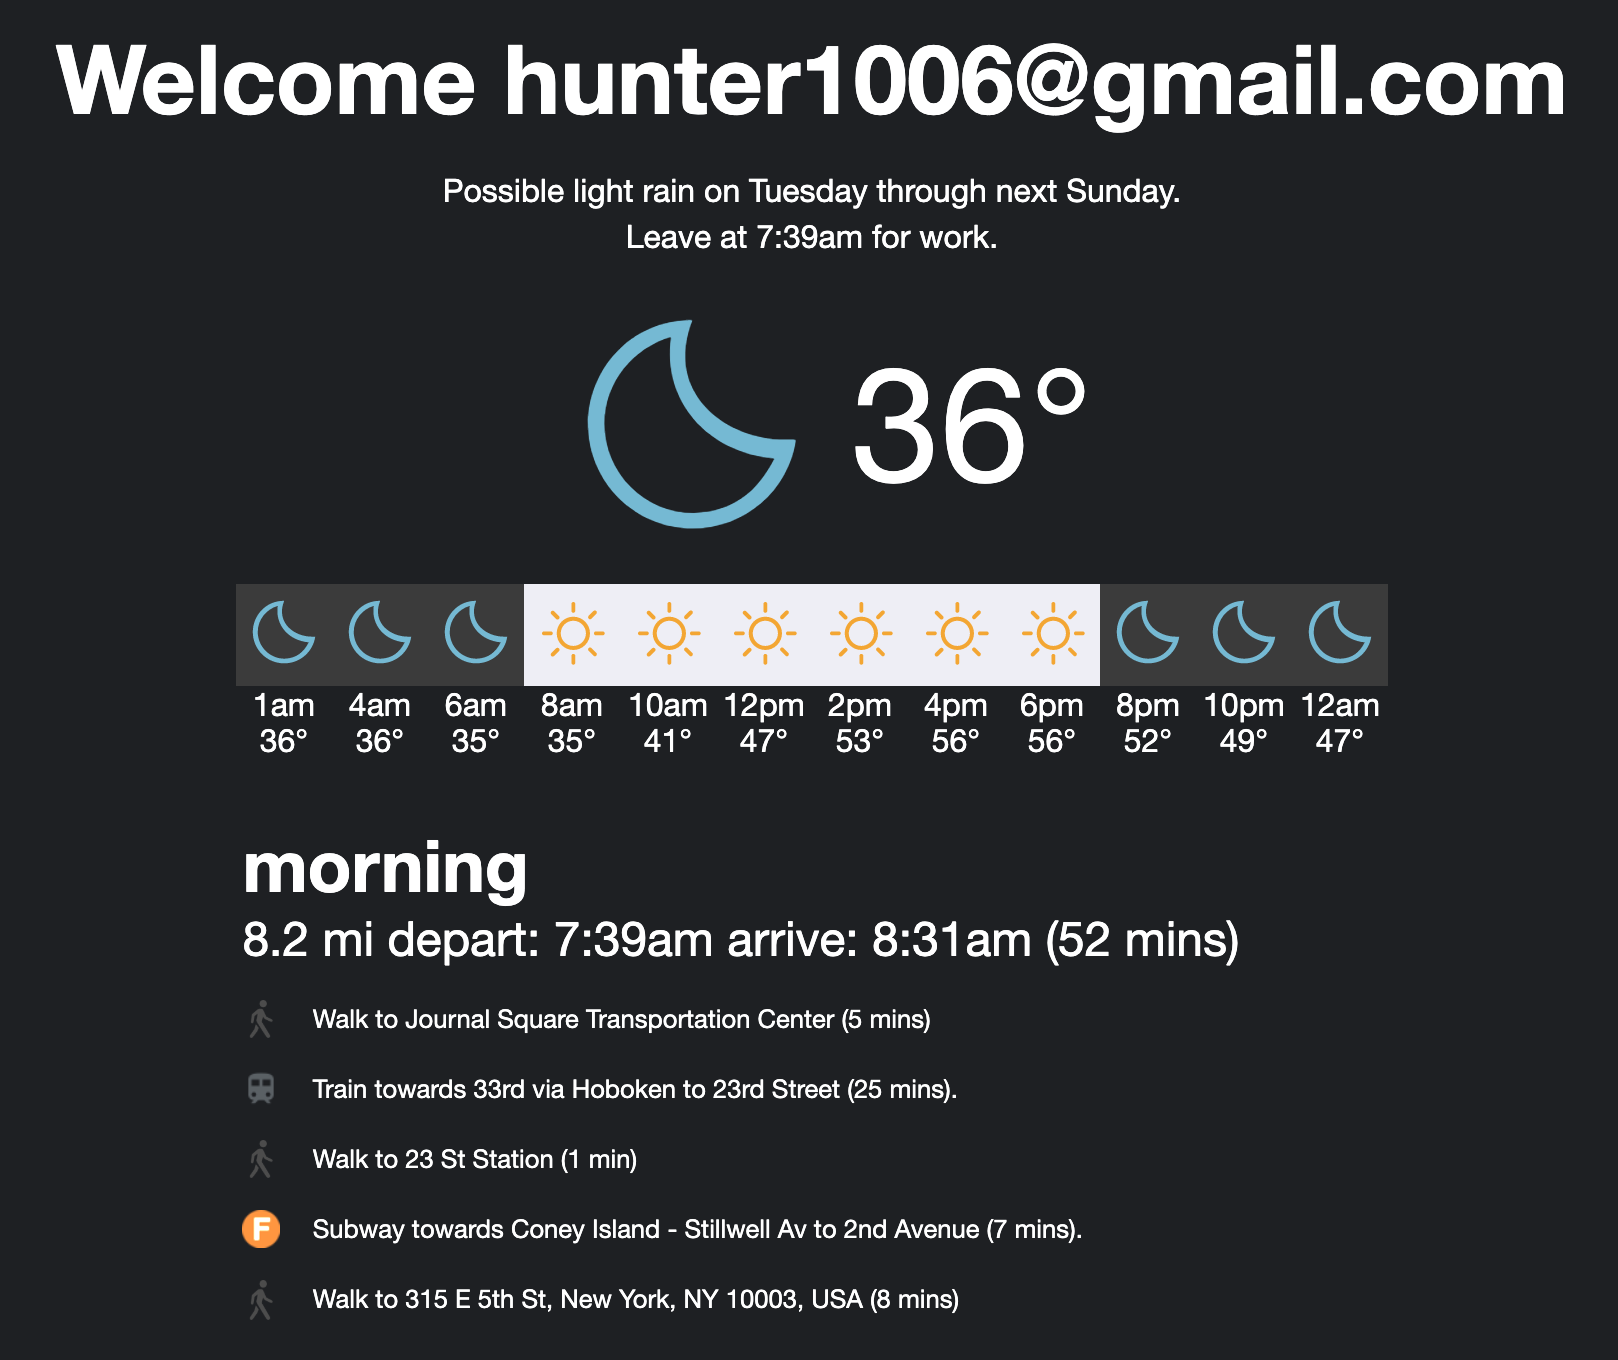 Welcome hunter1006@gmail.com
Possible light rain on Tuesday through next Sunday.
Leave at 7:39am for work.
36°
1am 4am 6am 8am 10am 12pm 2pm 4pm 6pm 8pm 10pm 12am
36° 36° 35° 35° 41° 47° 53° 56° 56° 52° 49° 47°
morning
8.2 mi depart: 7:39am arrive: 8:31am (52 mins)
Walk to Journal Square Transportation Center (5 mins)
Train towards 33rd via Hoboken to 23rd Street (25 mins).
Walk to 23 St Station (1 min)
F Subway towards Coney Island - Stillwell Av to 2nd Avenue (7 mins).
Walk to 315 E 5th St, New York, NY 10003, USA (8 mins)